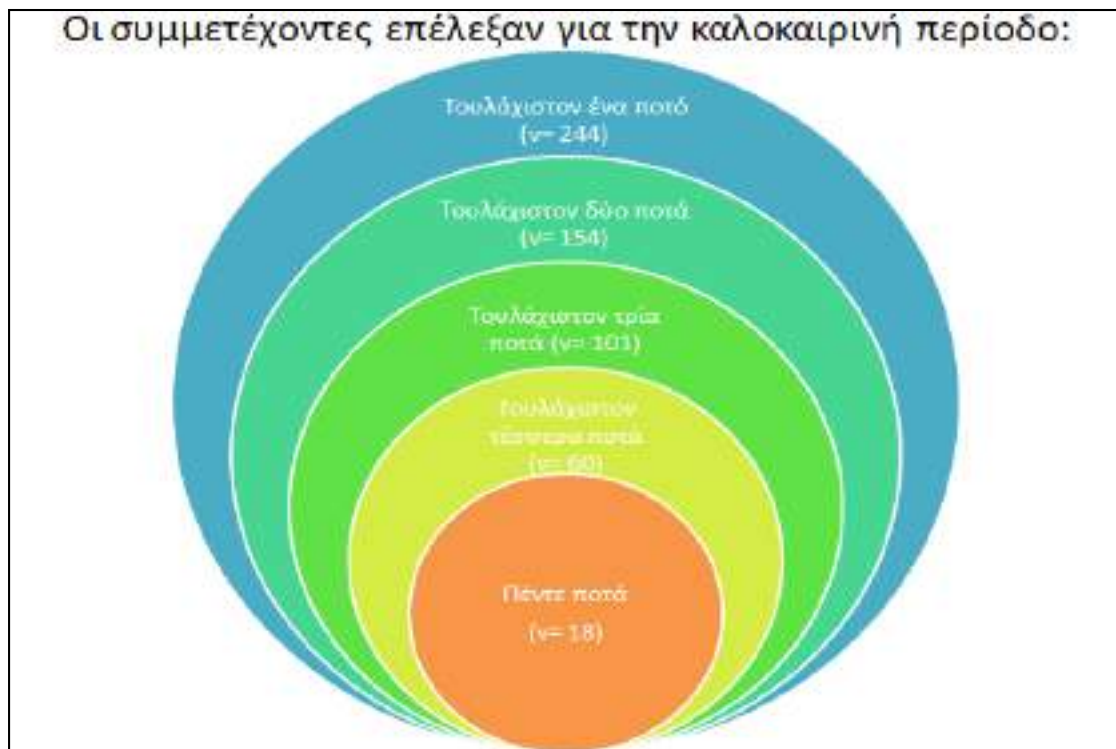 Οι συμμετέχοντες επέλεξαν για την καλοκαιρινή περίοδο:
Τουλάχιστον ένα ποτό
(ν= 244)
Τουλάχιστον δύο ποτά
(ν= 154)
Τουλάχιστον τρία
ποτά (ν= 101)
Τουλάχιστον
τέσσερα ποτά
(ν= 60)
Πέντε ποτά
(ν= 18)